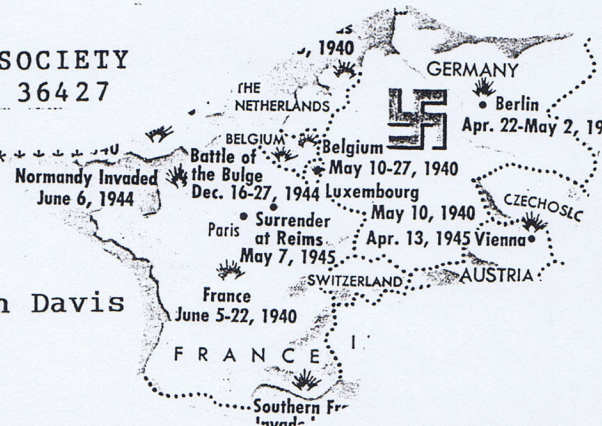 SOCIETY
36427
, 1940
THE
NETHERLANDS
GERMANY
Berlin
Apr. 22-May 2, 19
BELGIUM
Belgium
May 10-27, 1940
Normandy Invaded
June 6, 1944
Battle of
the Bulge
Dec. 16-27, 1944
Luxembourg
May 10, 1940
CZECHOSLC
Paris
Surrender
at Reims
May 7, 1945
Apr. 13, 1945 Vienna
SWITZERLAND
AUSTRIA
France
June 5-22, 1940
Davis
FRANCE
Southern Fr